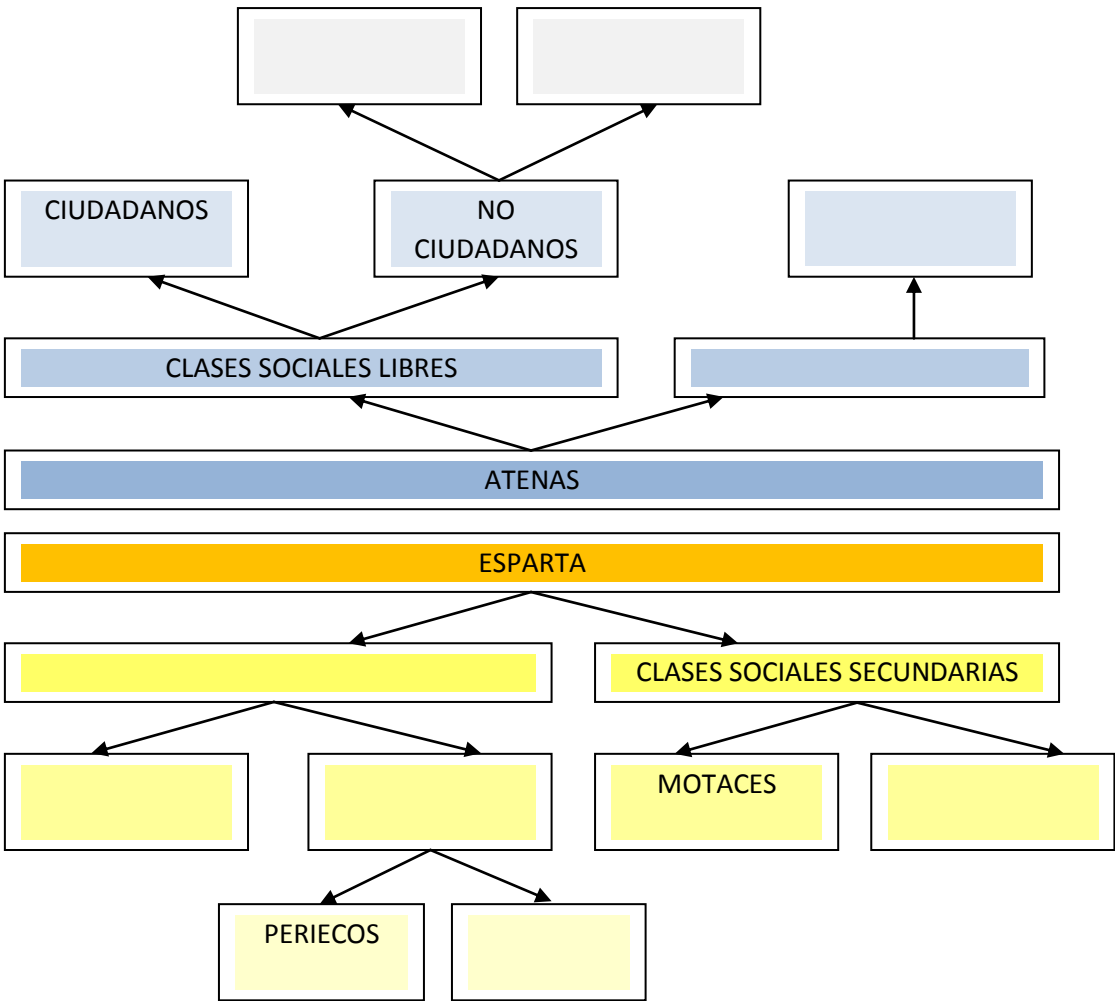 CIUDADANOS
NO
CIUDADANOS
CLASES SOCIALES LIBRES
ATENAS
ESPARTA
CLASES SOCIALES SECUNDARIAS
MOTACES
PERIECOS